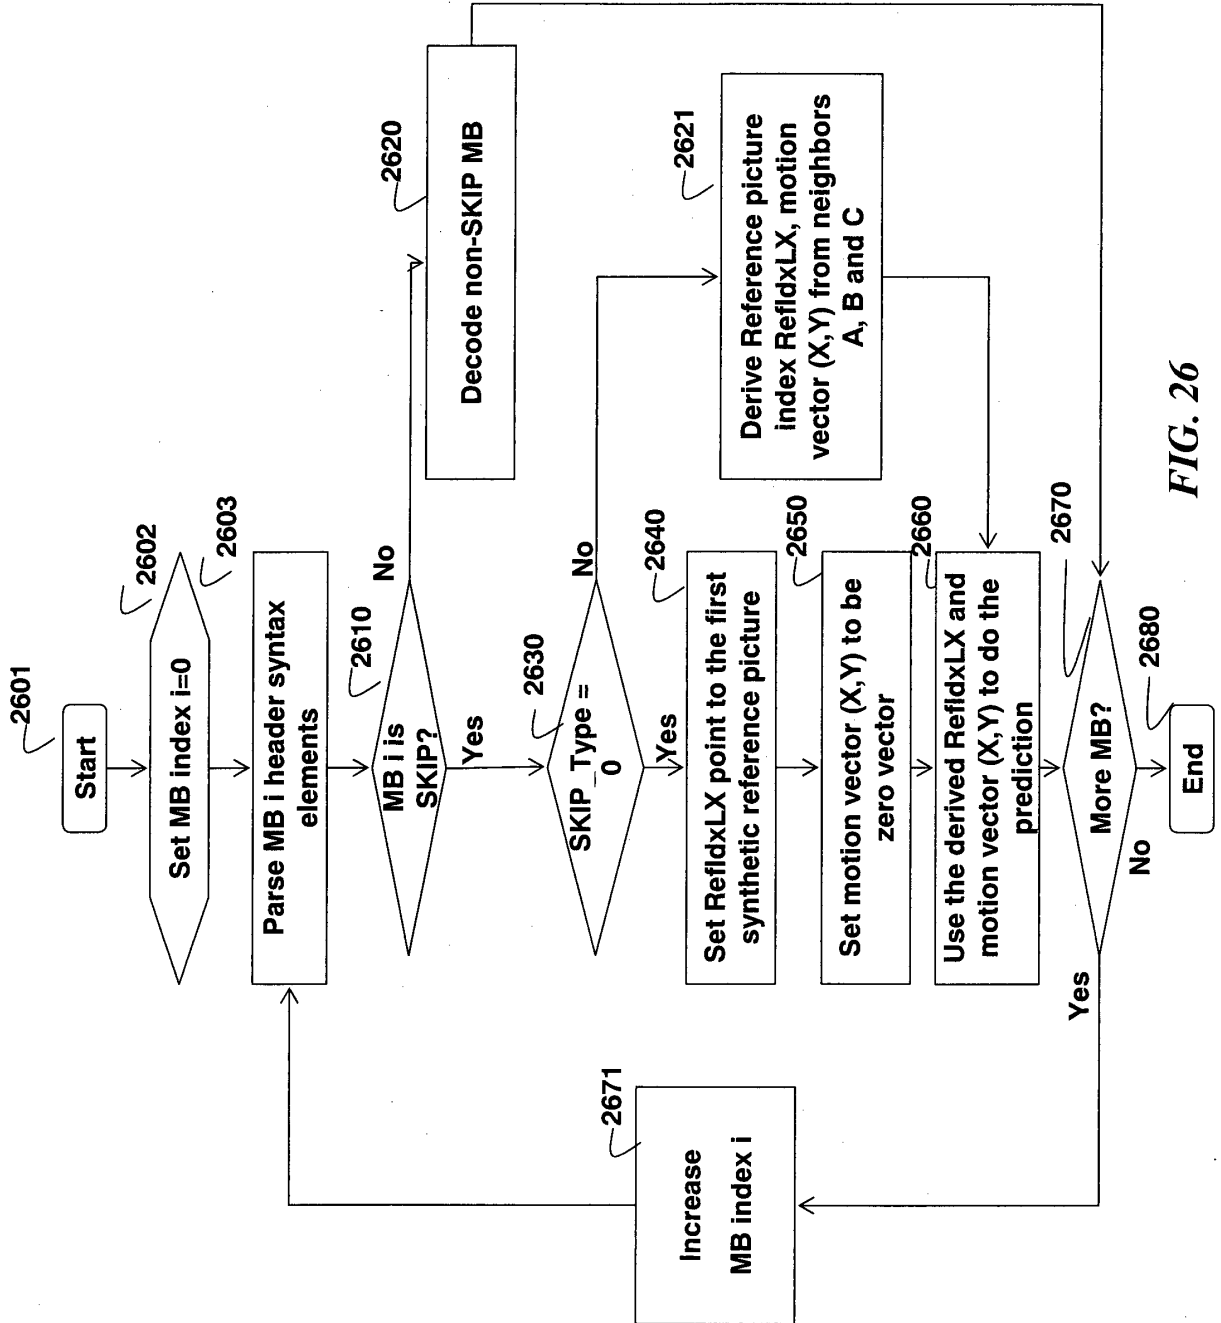 2601
Start
2602
Set MB index i=0
2603
Parse MB i header syntax
elements
2610
MB i is
SKIP?
No
Yes
2620
Decode non-SKIP MB
2630
SKIP_Type =
0
No
Yes
2621
Derive Reference picture
index RefIdxLX, motion
vector (X,Y) from neighbors
A, B and C
2640
Set RefIdxLX point to the first
synthetic reference picture
2650
Set motion vector (X,Y) to be
zero vector
2660
Use the derived RefIdxLX and
motion vector (X,Y) to do the
prediction
2670
More MB?
Yes
No
2671
Increase
MB index i
2680
End
FIG. 26